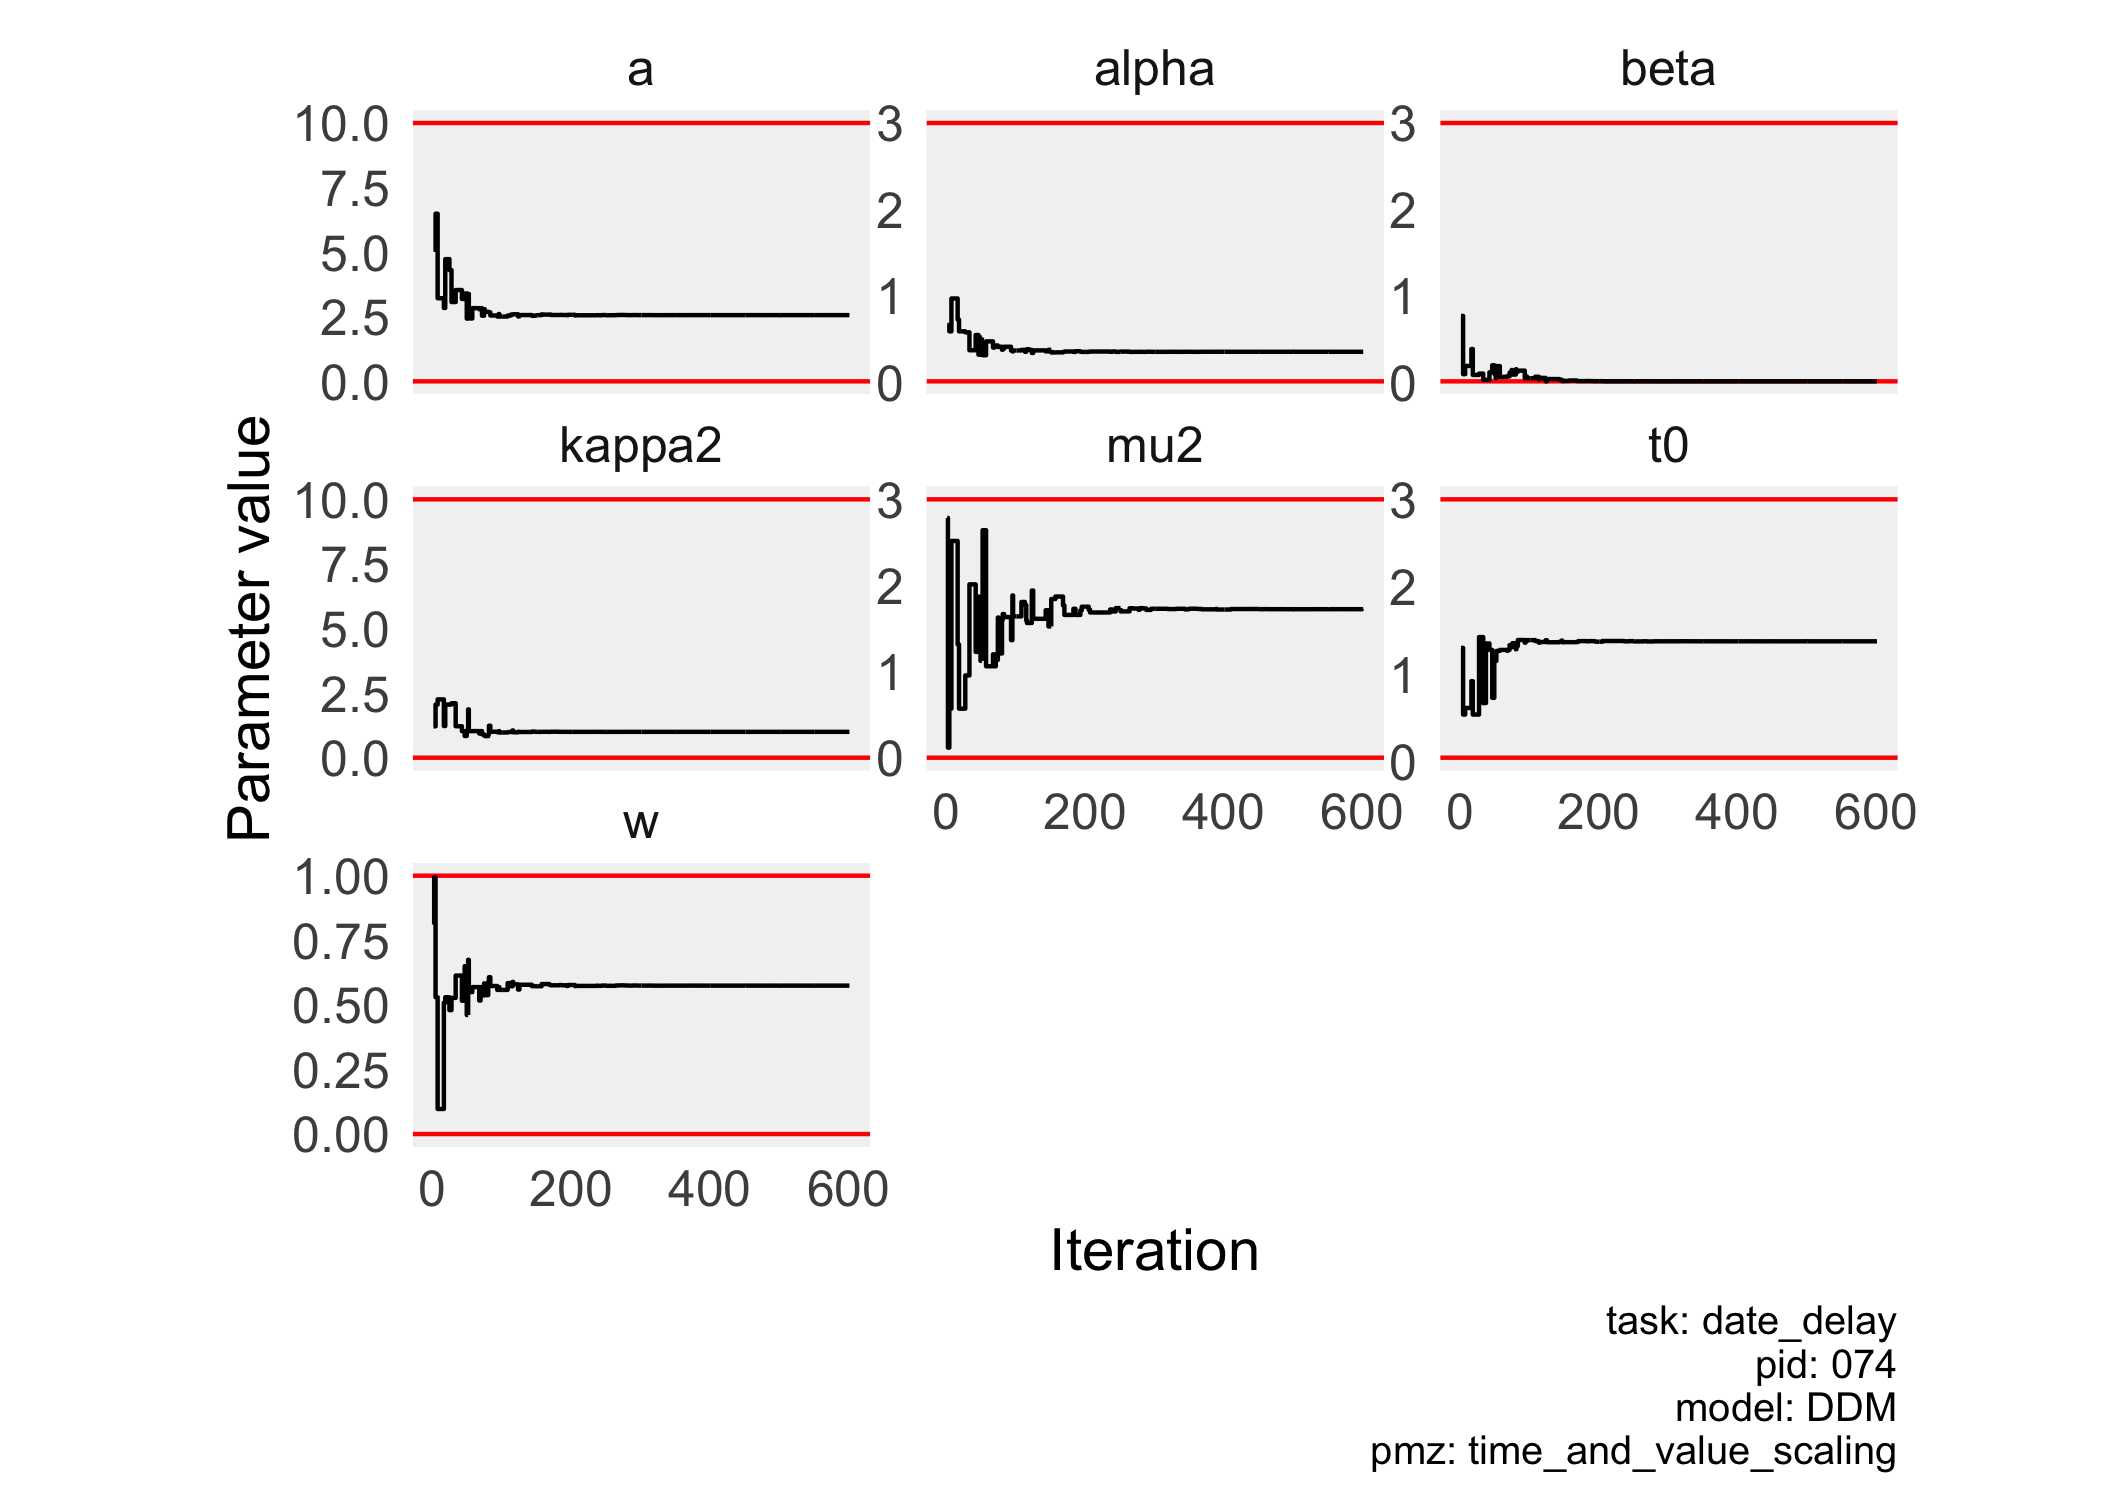 a
alpha
beta
10.0
7.5
5.0
2.5
0.0
3
2
1
0
3
2
1
0
kappa2
mu2
t0
10.0
7.5
5.0
2.5
0.0
3
2
1
0
3
2
1
0
0 200 400 600
0 200 400 600
w
1.00
0.75
0.50
0.25
0.00
0 200 400 600
Parameter value
Iteration
task: date_delay
pid: 074
model: DDM
pmz: time_and_value_scaling